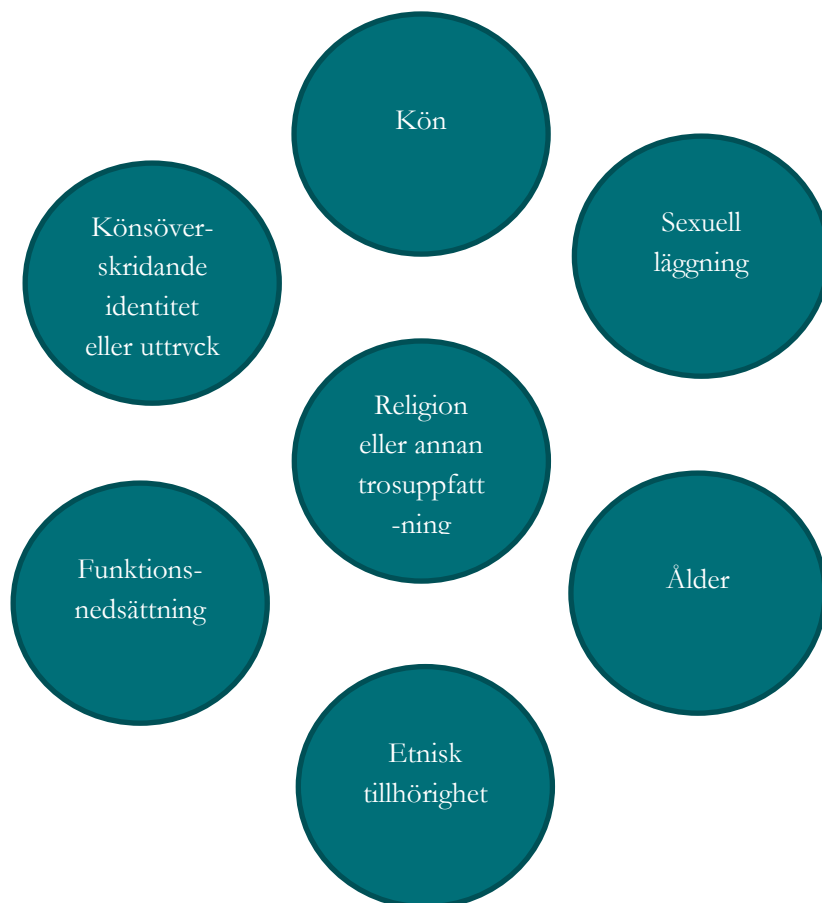 Kön
Könsöver-
skridande
identitet
eller uttryck
Sexuell
läggning
Religion
eller annan
trosuppfatt
-ning
Funktions-
nedsättning
Ålder
Etnisk
tillhörighet